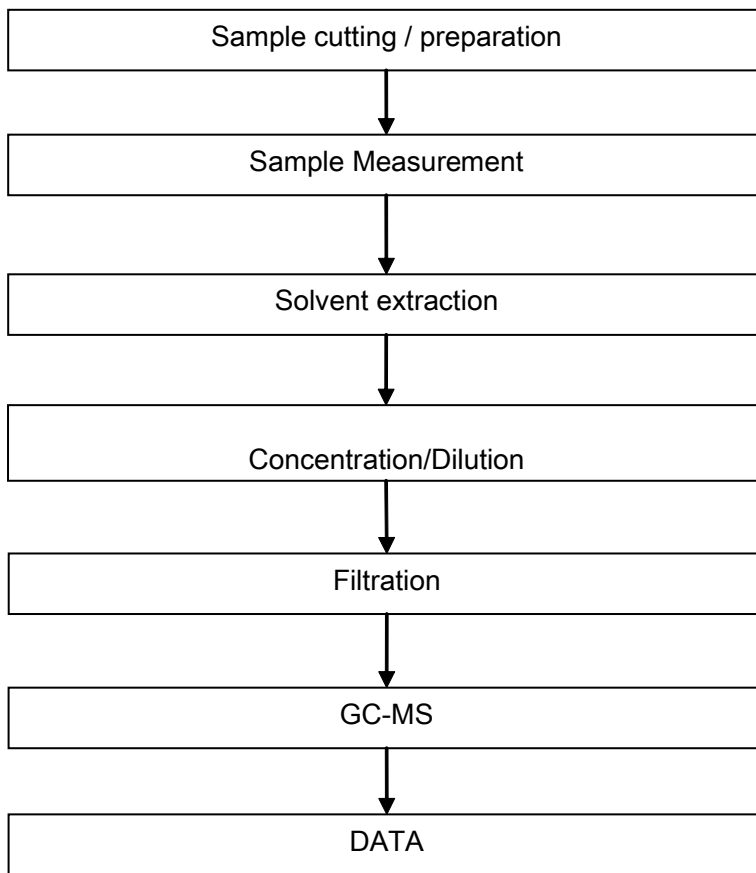 Sample cutting / preparation
Sample Measurement
Solvent extraction
Concentration/Dilution
Filtration
GC-MS
DATA